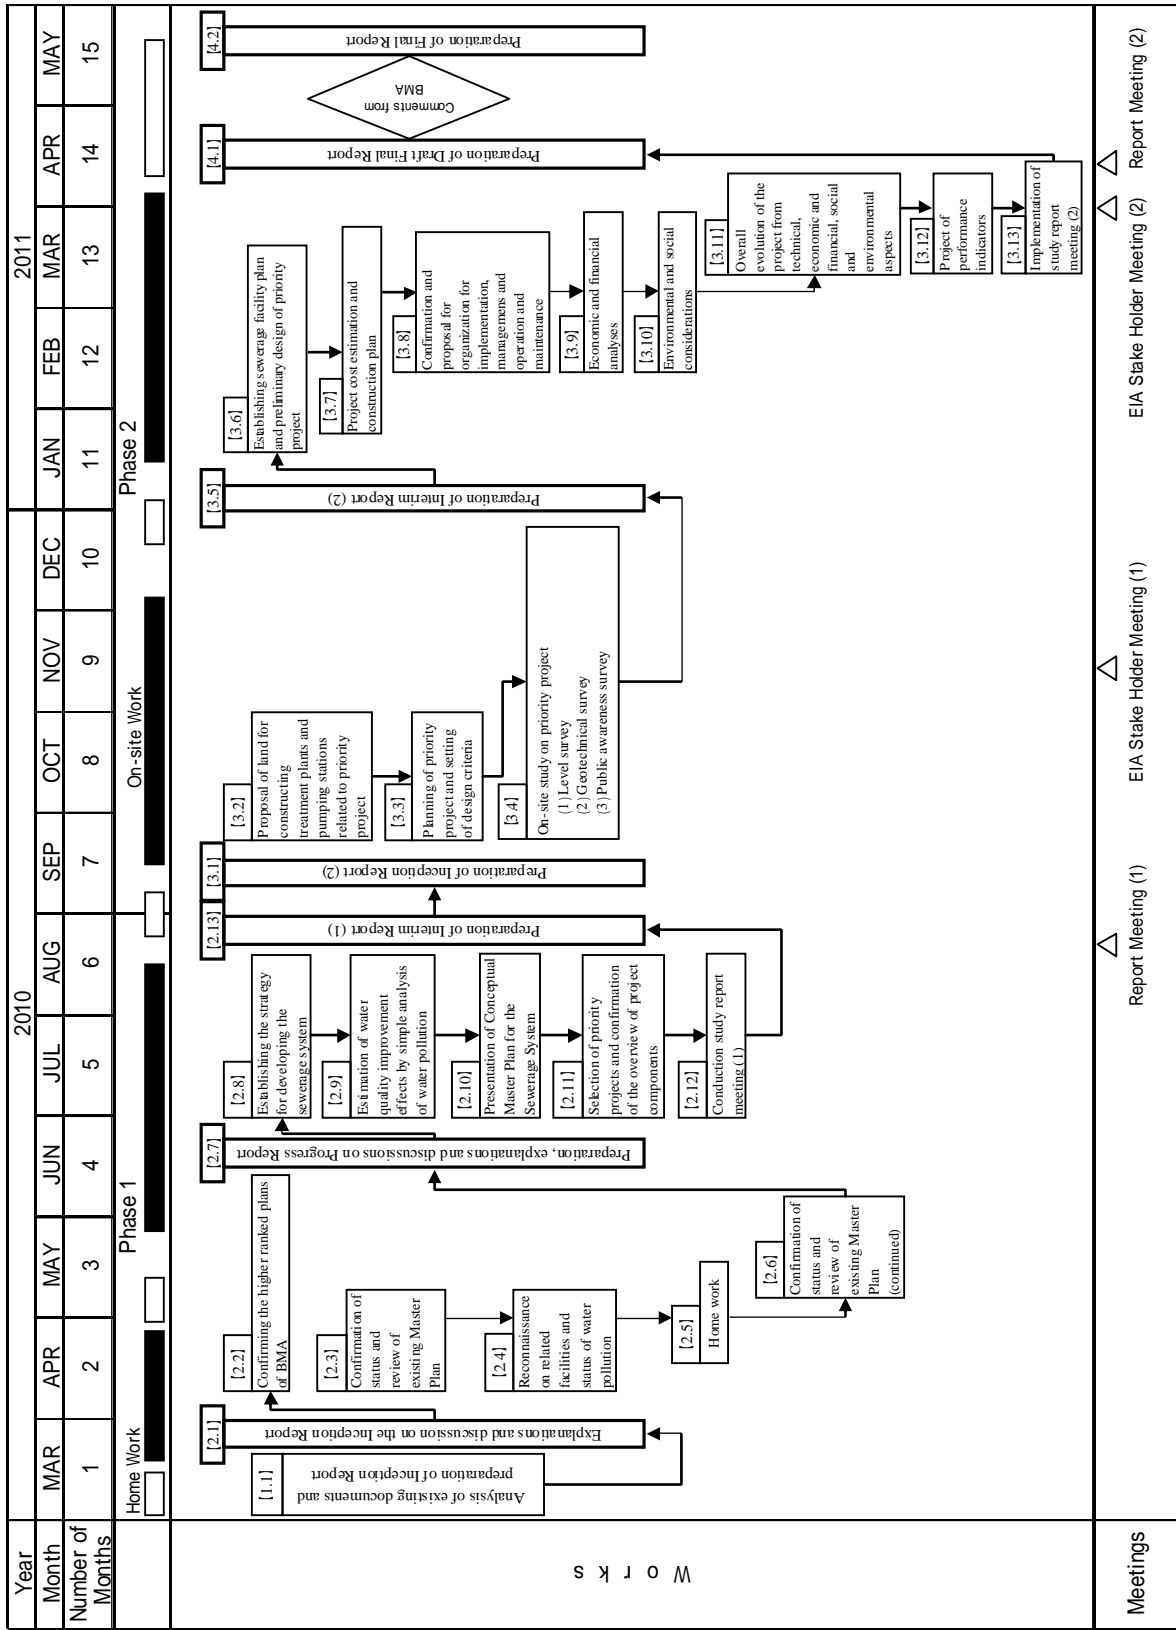 Year
2010
2011
Month
MAR
APR
MAY
JUN
JUL
AUG
SEP
OCT
NOV
DEC
JAN
FEB
MAR
APR
MAY
Number of
Months
1
2
3
4
5
6
7
8
9
10
11
12
13
14
15
Phase 1
Phase 2
Home Work
On-site Work
Works
[1.1]
Analysis of existing documents and
preparation of Inception Report
[2.1]
Explanations and discussion on the Inception Report
[2.2]
Confirming the higher ranked plans
of BMA
[2.3]
Confirmation of
status and
review of
existing Master
Plan
[2.4]
Reconnaissance
on related
facilities and
status of water
pollution
[2.5]
Home work
[2.6]
Confirmation of
status and
review of
existing Master
Plan
(continued)
[2.7]
Preparation, explanations and discussions on Progress Report
[2.8]
Establishing the strategy
for developing the
sewerage system
[2.9]
Estimation of water
quality improvement
effects by simple analysis
of water pollution
[2.10]
Presentation of Conceptual
Master Plan for the
Sewerage System
[2.11]
Selection of priority
projects and confirmation
of the overview of project
components
[2.12]
Conduction study report
meeting (1)
[2.13]
Preparation of Interim Report (1)
[3.1]
Preparation of Inception Report (2)
[3.2]
Proposal of land for
constructing
treatment plants and
pumping stations
related to priority
project
[3.3]
Planning of priority
project and setting
of design criteria
[3.4]
On-site study on priority project
(1) Level survey
(2) Geotechnical survey
(3) Public awareness survey
[3.5]
Preparation of Interim Report (2)
[3.6]
Establishing sewerage facility plan
and preliminary design of priority
project
[3.7]
Project cost estimation and
construction plan
[3.8]
Confirmation and
proposal for
organization for
implementation,
managemens and
operation and
maintenance
[3.9]
Economic and financial
analyses
[3.10]
Environmental and social
considerations
[3.11]
Overall
evolution of the
project from
technical,
economic and
financial, social
and
environmental
aspects
[3.12]
Project of
performance
indicators
[3.13]
Implementation of
study report
meeting (2)
[4.1]
Preparation of Draft Final Report
Comments from
BMA
[4.2]
Preparation of Final Report
Meetings
Report Meeting (1)
EIA Stake Holder Meeting (1)
EIA Stake Holder Meeting (2)
Report Meeting (2)